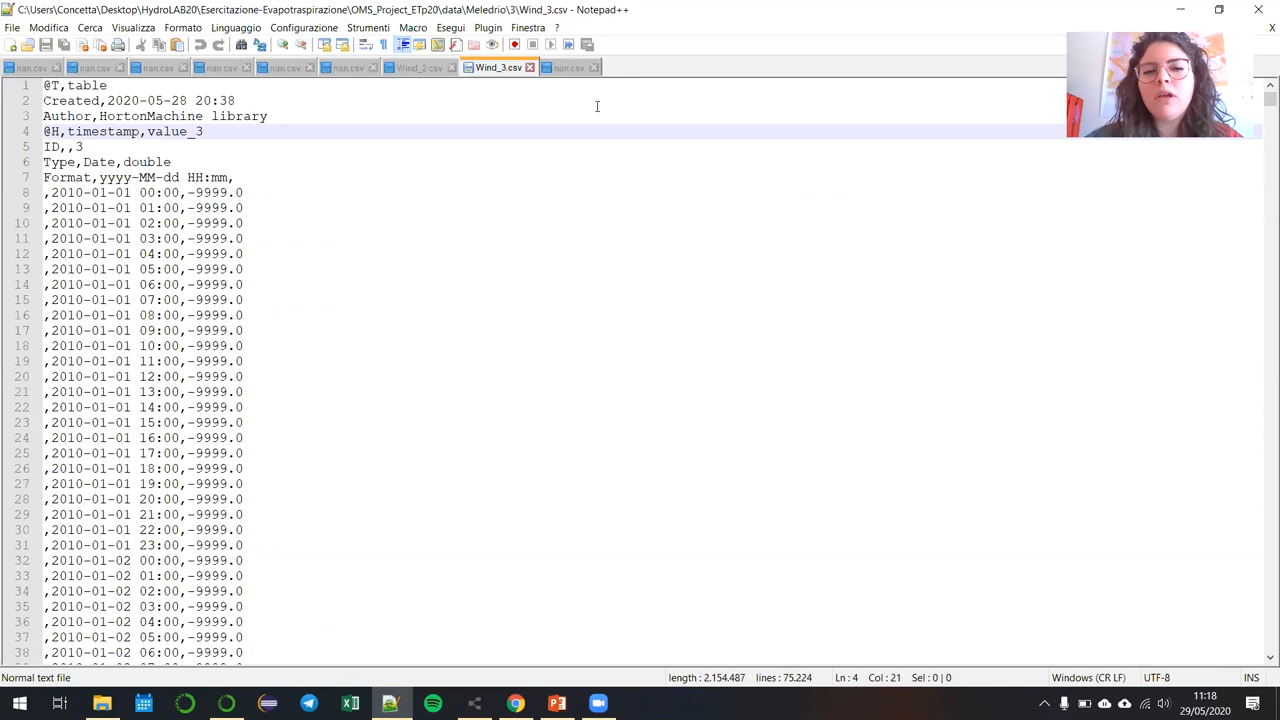 C:\Users\Concetta\Desktop\HydroLAB20\Esercitazione-Evapotraspirazione\OMS_Project_ETp20\data\Meledrio\3\Wind_3.csv - Notepad++
File Modifica Cerca Visualizza Formato Linguaggio Configurazione Strumenti Macro Esegui Plugin Finestra ?
nan.csv nan.csv nan.csv nan.csv nan.csv nan.csv Wind_2.csv Wind_3.csv nan.csv
1 @T,table
2 Created,2020-05-28 20:38
3 Author,HortonMachine library
4 @H,timestamp,value_3
5 ID,,3
6 Type,Date,double
7 Format,yyyy-MM-dd HH:mm,
8 ,2010-01-01 00:00,-9999.0
9 ,2010-01-01 01:00,-9999.0
10 ,2010-01-01 02:00,-9999.0
11 ,2010-01-01 03:00,-9999.0
12 ,2010-01-01 04:00,-9999.0
13 ,2010-01-01 05:00,-9999.0
14 ,2010-01-01 06:00,-9999.0
15 ,2010-01-01 07:00,-9999.0
16 ,2010-01-01 08:00,-9999.0
17 ,2010-01-01 09:00,-9999.0
18 ,2010-01-01 10:00,-9999.0
19 ,2010-01-01 11:00,-9999.0
20 ,2010-01-01 12:00,-9999.0
21 ,2010-01-01 13:00,-9999.0
22 ,2010-01-01 14:00,-9999.0
23 ,2010-01-01 15:00,-9999.0
24 ,2010-01-01 16:00,-9999.0
25 ,2010-01-01 17:00,-9999.0
26 ,2010-01-01 18:00,-9999.0
27 ,2010-01-01 19:00,-9999.0
28 ,2010-01-01 20:00,-9999.0
29 ,2010-01-01 21:00,-9999.0
30 ,2010-01-01 22:00,-9999.0
31 ,2010-01-01 23:00,-9999.0
32 ,2010-01-02 00:00,-9999.0
33 ,2010-01-02 01:00,-9999.0
34 ,2010-01-02 02:00,-9999.0
35 ,2010-01-02 03:00,-9999.0
36 ,2010-01-02 04:00,-9999.0
37 ,2010-01-02 05:00,-9999.0
38 ,2010-01-02 06:00,-9999.0
Normal text file length : 2.154.487 lines : 75.224 Ln : 4 Col : 21 Sel : 0 | 0 Windows (CR LF) UTF-8 INS
11:18
29/05/2020